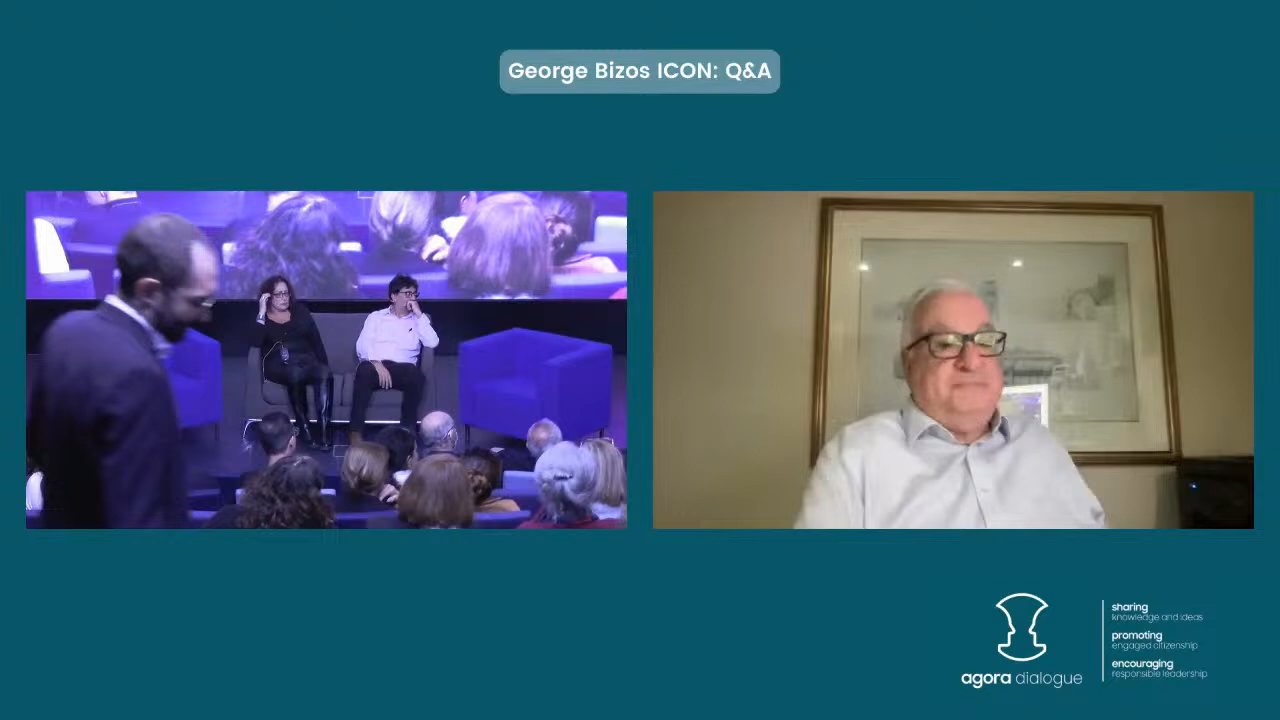 George Bizos ICON: Q&A
sharing
knowledge and ideas
promoting
engaged citizenship
encouraging
responsible leadership
agora dialogue